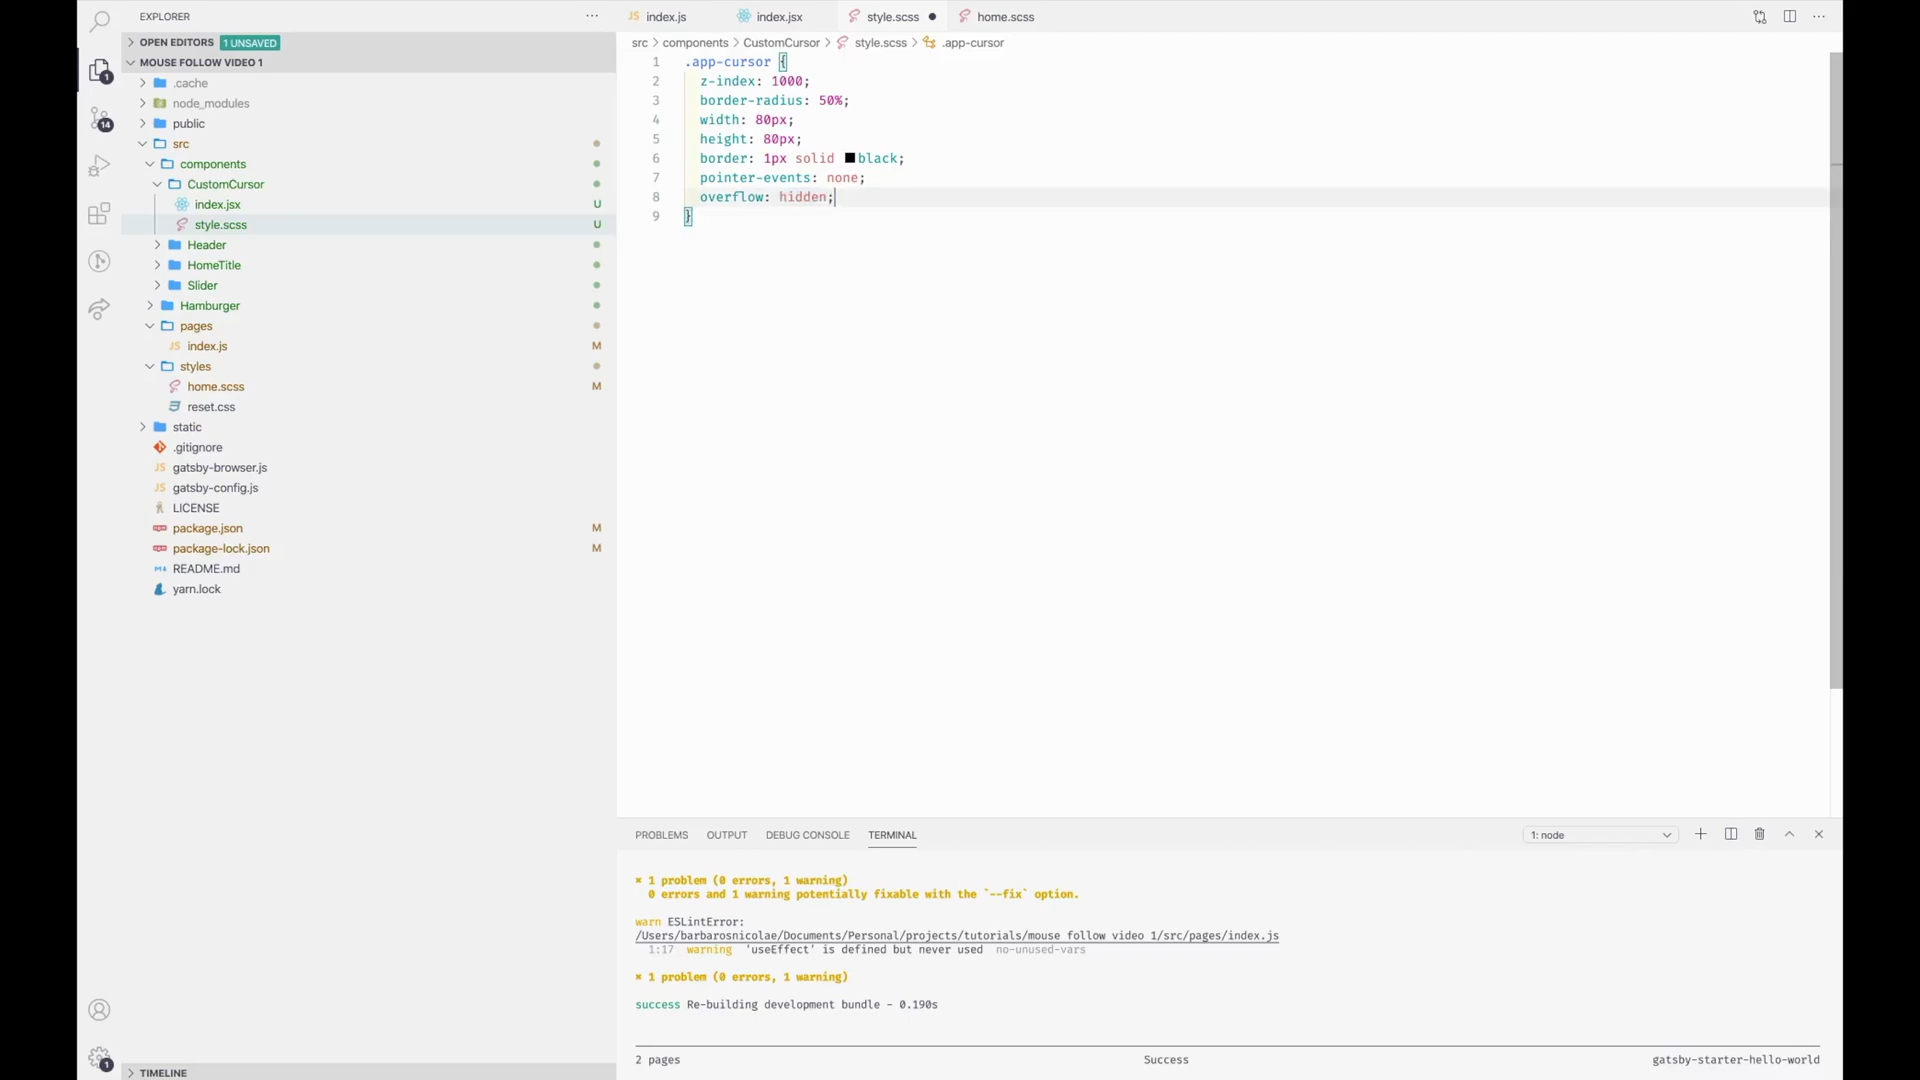 EXPLORER
OPEN EDITORS 1 UNSAVED
MOUSE FOLLOW VIDEO 1
.cache
node_modules
public
src
components
CustomCursor
index.jsx U
style.scss U
Header
HomeTitle
Slider
Hamburger
pages
index.js M
styles
home.scss M
reset.css
static
.gitignore
gatsby-browser.js
gatsby-config.js
LICENSE
package.json M
package-lock.json M
README.md
yarn.lock
TIMELINE
1
14
1
JS index.js index.jsx style.scss home.scss
src > components > CustomCursor > style.scss > .app-cursor
1 .app-cursor {
2 z-index: 1000;
3 border-radius: 50%;
4 width: 80px;
5 height: 80px;
6 border: 1px solid black;
7 pointer-events: none;
8 overflow: hidden;
9 }
PROBLEMS OUTPUT DEBUG CONSOLE TERMINAL 1: node
✖ 1 problem (0 errors, 1 warning)
0 errors and 1 warning potentially fixable with the `--fix` option.
warn ESLintError:
/Users/barbarosnicolae/Documents/Personal/projects/tutorials/mouse follow video 1/src/pages/index.js
1:17 warning 'useEffect' is defined but never used no-unused-vars
✖ 1 problem (0 errors, 1 warning)
success Re-building development bundle - 0.190s
2 pages Success gatsby-starter-hello-world